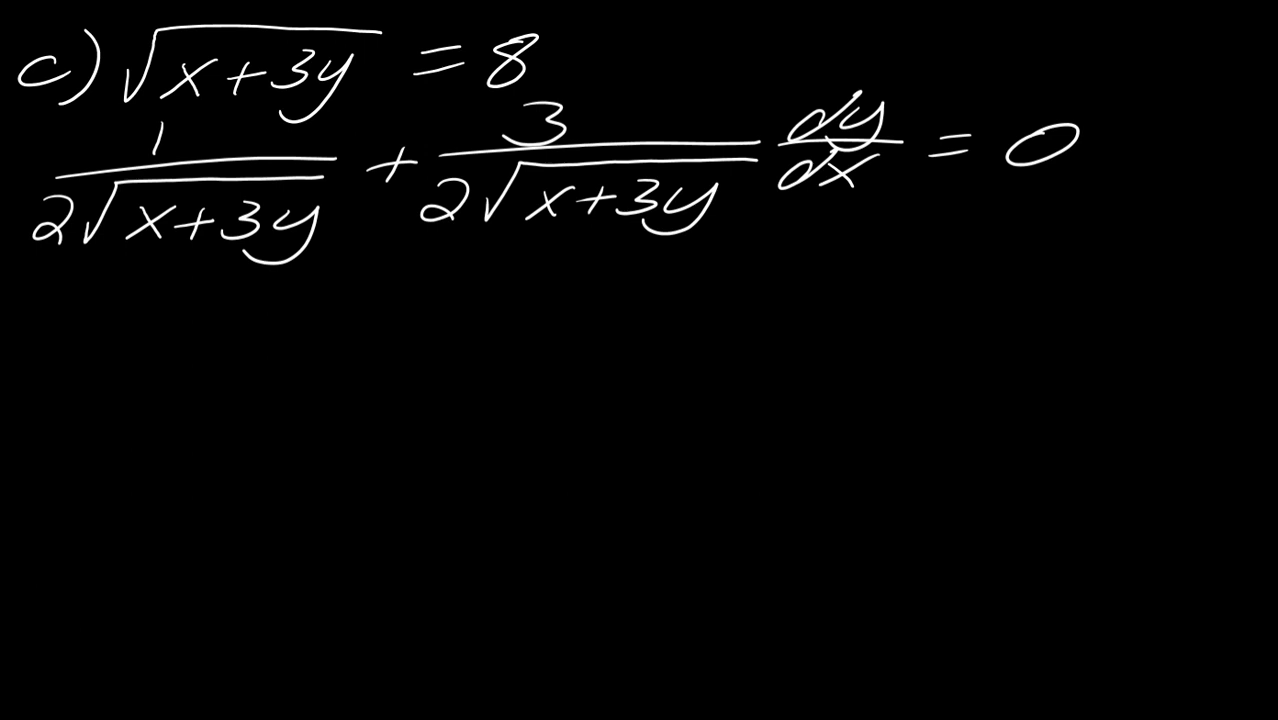 c) √(x+3y) = 8
1/(2√(x+3y)) + 3/(2√(x+3y)) dy/dx = 0